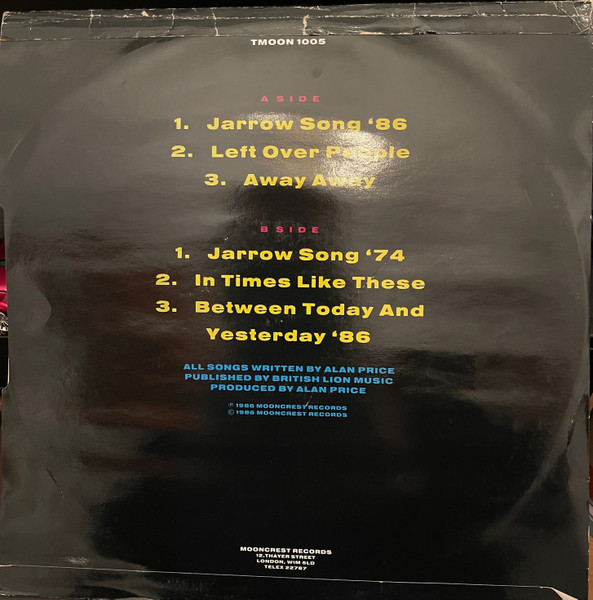 TMOON 1005
A SIDE
1. Jarrow Song ‘86
2. Left Over People
3. Away Away
B SIDE
1. Jarrow Song ‘74
2. In Times Like These
3. Between Today And
Yesterday ‘86
ALL SONGS WRITTEN BY ALAN PRICE
PUBLISHED BY BRITISH LION MUSIC
PRODUCED BY ALAN PRICE
℗ 1986 MOONCREST RECORDS
© 1986 MOONCREST RECORDS
MOONCREST RECORDS
12, THAYER STREET
LONDON, W1M 5LD
TELEX 22787